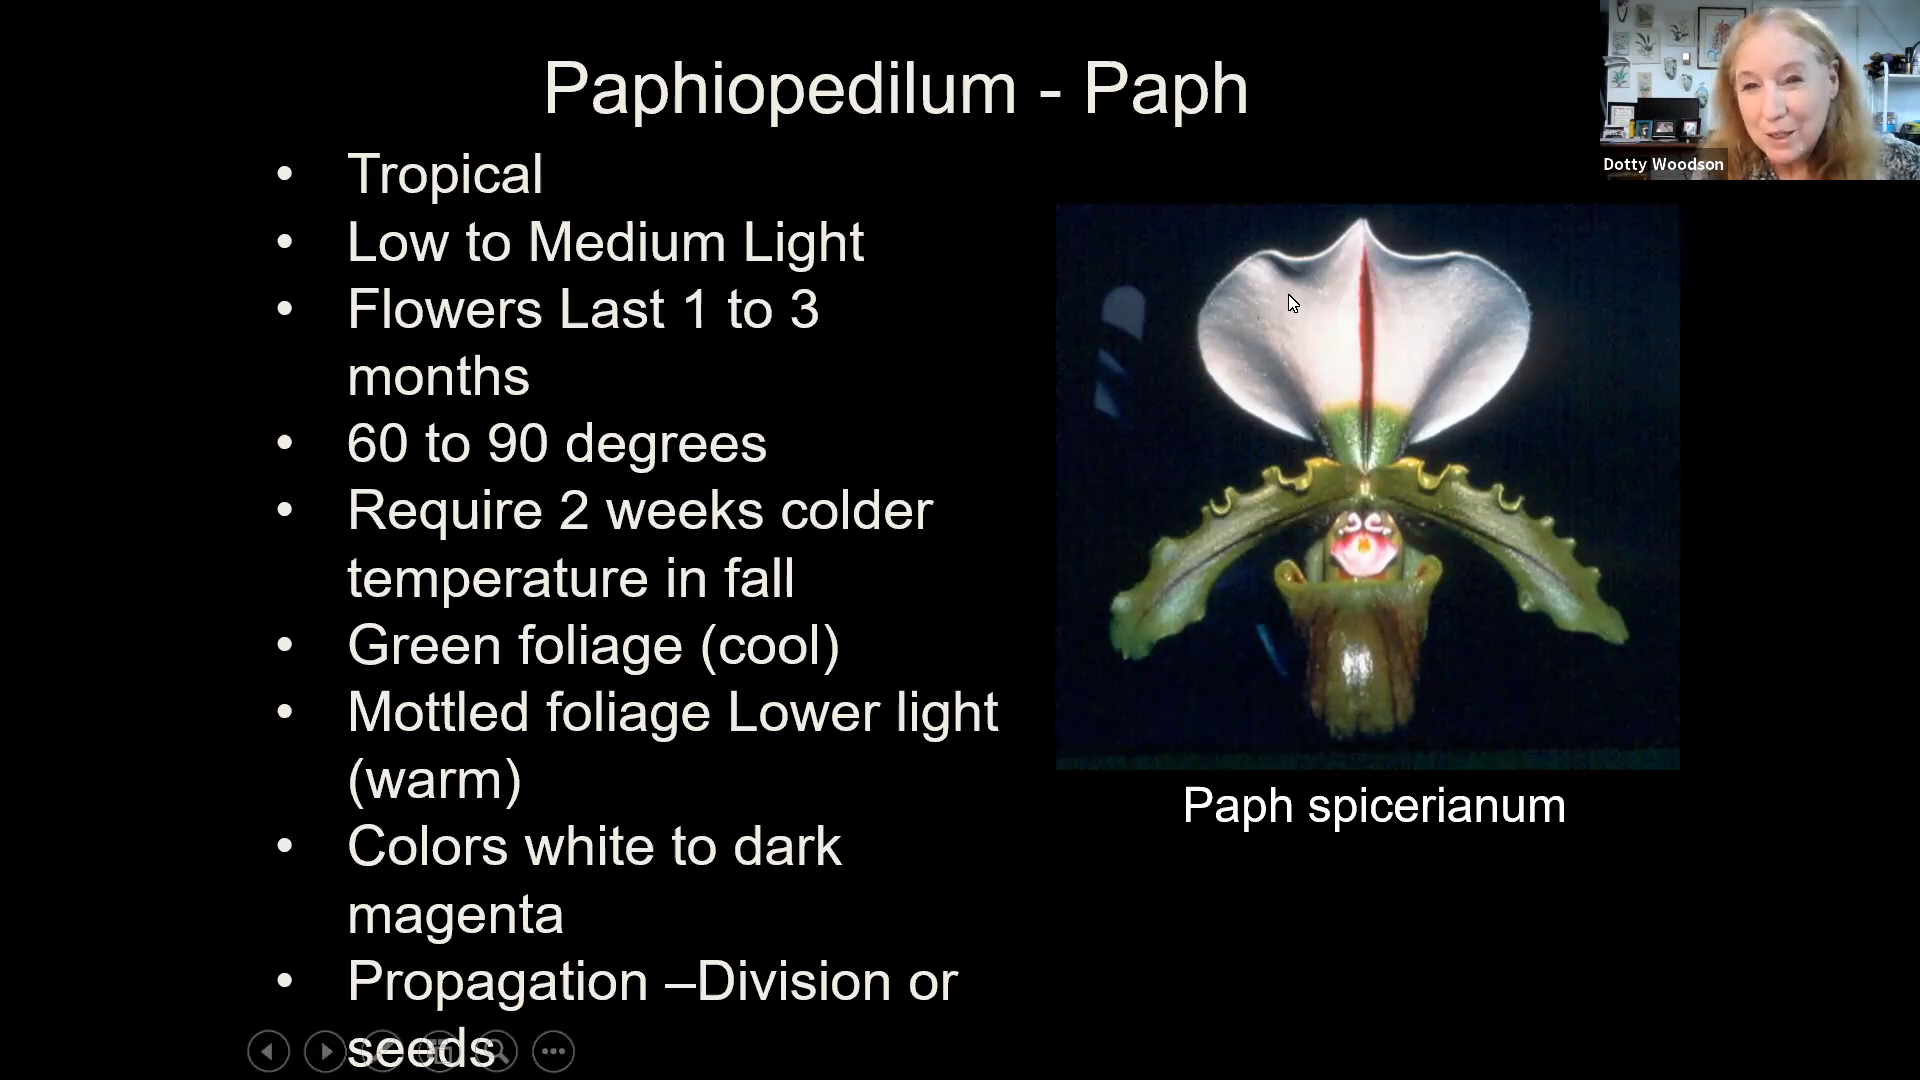 Paphiopedilum - Paph
Dotty Woodson
• Tropical
• Low to Medium Light
• Flowers Last 1 to 3
months
• 60 to 90 degrees
• Require 2 weeks colder
temperature in fall
• Green foliage (cool)
• Mottled foliage Lower light
(warm)
• Colors white to dark
magenta
• Propagation –Division or
seeds
Paph spicerianum